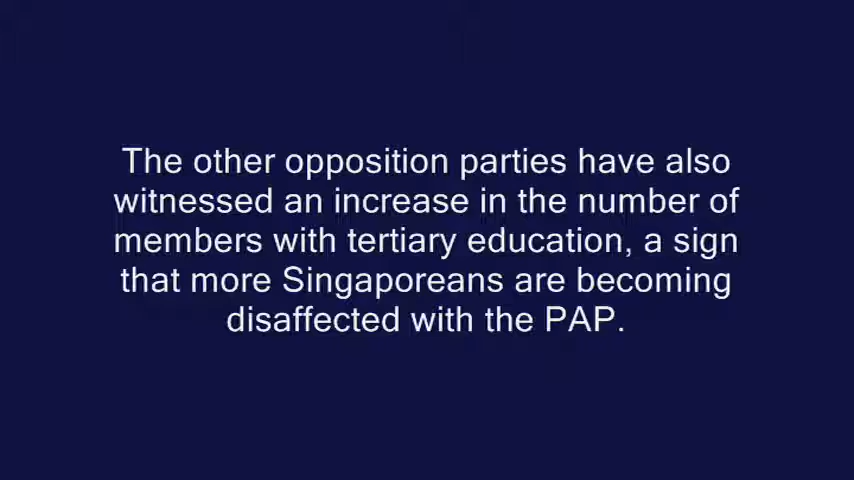 The other opposition parties have also
witnessed an increase in the number of
members with tertiary education, a sign
that more Singaporeans are becoming
disaffected with the PAP.